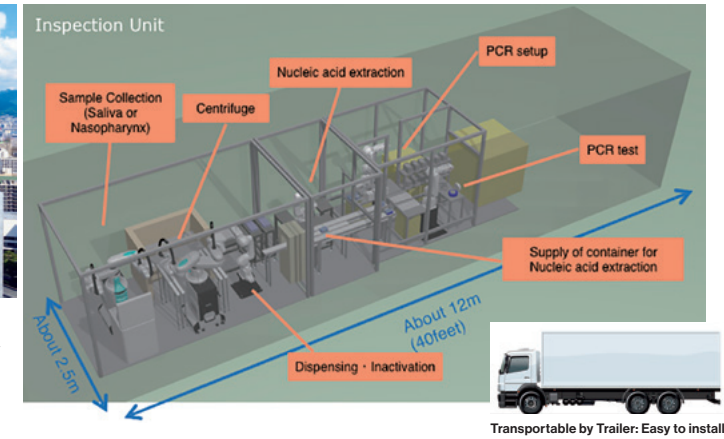 Inspection Unit
PCR setup
Nucleic acid extraction
Sample Collection
(Saliva or
Nasopharynx)
Centrifuge
PCR test
Supply of container for
Nucleic acid extraction
About 12m
(40feet)
About 2.5m
Dispensing・Inactivation
Transportable by Trailer: Easy to install